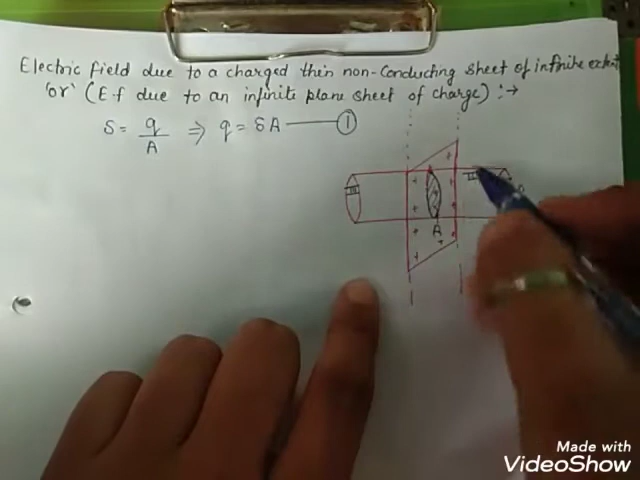 Electric field due to a charged thin non-conducting sheet of infinite extent
'or' (E.f due to an infinite plane sheet of charge) :→
δ = q/A ⇒ q = δA —— ①
A
Made with
VideoShow